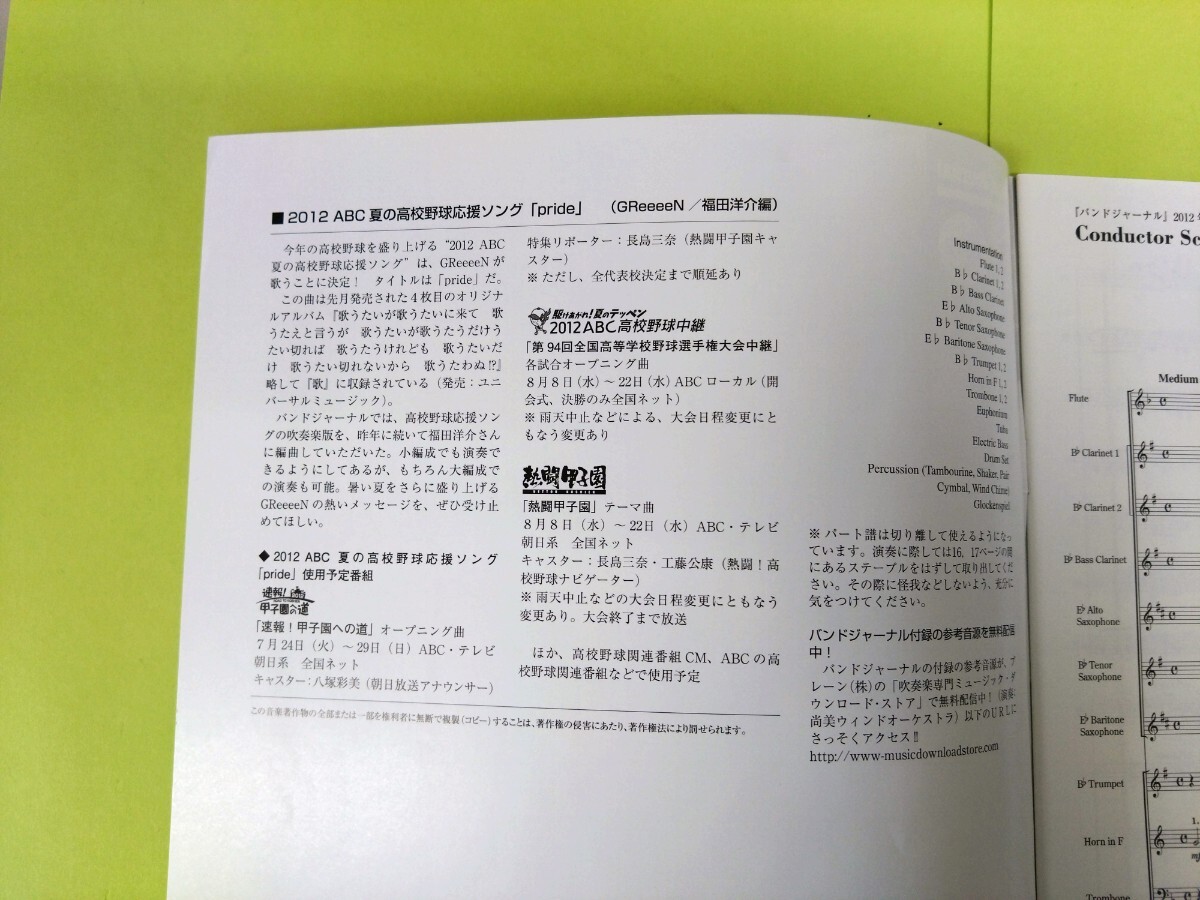 ■2012 ABC 夏の高校野球応援ソング「pride」 （GReeeeN／福田洋介編）
今年の高校野球を盛り上げる“2012 ABC
夏の高校野球応援ソング”は、GReeeeNが
歌うことに決定！ タイトルは「pride」だ。
この曲は先月発売された4枚目のオリジナ
ルアルバム『歌うたいが歌うたいに来て 歌
うたえと言うが 歌うたいが歌うたうだけう
たい切れば 歌うたうけれども 歌うたいだ
け 歌うたい切れないから 歌うたわぬ!?』
略して『歌』に収録されている（発売：ユニ
バーサルミュージック）。
バンドジャーナルでは、高校野球応援ソン
グの吹奏楽版を、昨年に続いて福田洋介さん
に編曲していただいた。小編成でも演奏で
きるようにしてあるが、もちろん大編成で
の演奏も可能。暑い夏をさらに盛り上げる
GReeeeNの熱いメッセージを、ぜひ受け止
めてほしい。
◆2012 ABC 夏の高校野球応援ソング
「pride」使用予定番組
速報！
甲子園への道
「速報！甲子園への道」オープニング曲
7月24日（火）～29日（日）ABC・テレビ
朝日系 全国ネット
キャスター：八塚彩美（朝日放送アナウンサー）
特集リポーター：長島三奈（熱闘甲子園キャ
スター）
※ ただし、全代表校決定まで順延あり
駆けあがれ！夏のテッペン
2012ABC高校野球中継
「第94回全国高等学校野球選手権大会中継」
各試合オープニング曲
8月8日（水）～22日（水）ABCローカル（開
会式、決勝のみ全国ネット）
※ 雨天中止などによる、大会日程変更にと
もなう変更あり
熱闘甲子園
「熱闘甲子園」テーマ曲
8月8日（水）～22日（水）ABC・テレビ
朝日系 全国ネット
キャスター：長島三奈・工藤公康（熱闘！高
校野球ナビゲーター）
※ 雨天中止などの大会日程変更にともなう
変更あり。大会終了まで放送
ほか、高校野球関連番組CM、ABCの高
校野球関連番組などで使用予定
この音楽著作物の全部または一部を権利者に無断で複製（コピー）することは、著作権の侵害にあたり、著作権法により罰せられます。
Instrumentation
Flute 1, 2
B♭ Clarinet 1, 2
B♭ Bass Clarinet
E♭ Alto Saxophone
B♭ Tenor Saxophone
E♭ Baritone Saxophone
B♭ Trumpet 1, 2
Horn in F 1, 2
Trombone 1, 2
Euphonium
Tuba
Electric Bass
Drum Set
Percussion (Tambourine, Shaker, Pair
Cymbal, Wind Chime)
Glockenspiel
※ パート譜は切り離して使えるようになっ
ています。演奏に際しては16、17ページの間
にあるステープルをはずして取り出してくだ
さい。その際に怪我などしないよう、充分に
気をつけてください。
バンドジャーナル付録の参考音源を無料配信
中！
バンドジャーナルの付録の参考音源が、ブ
レーン（株）の「吹奏楽専門ミュージック・ダ
ウンロード・ストア」で無料配信中！（演奏：
尚美ウィンドオーケストラ）以下のURLに
さっそくアクセス!!
http://www-musicdownloadstore.com
『バンドジャーナル』2012年
Conductor Sc
Medium
Flute
B♭ Clarinet 1
B♭ Clarinet 2
B♭ Bass Clarinet
E♭ Alto
Saxophone
B♭ Tenor
Saxophone
E♭ Baritone
Saxophone
B♭ Trumpet
Horn in F
1.
mp
Trombone